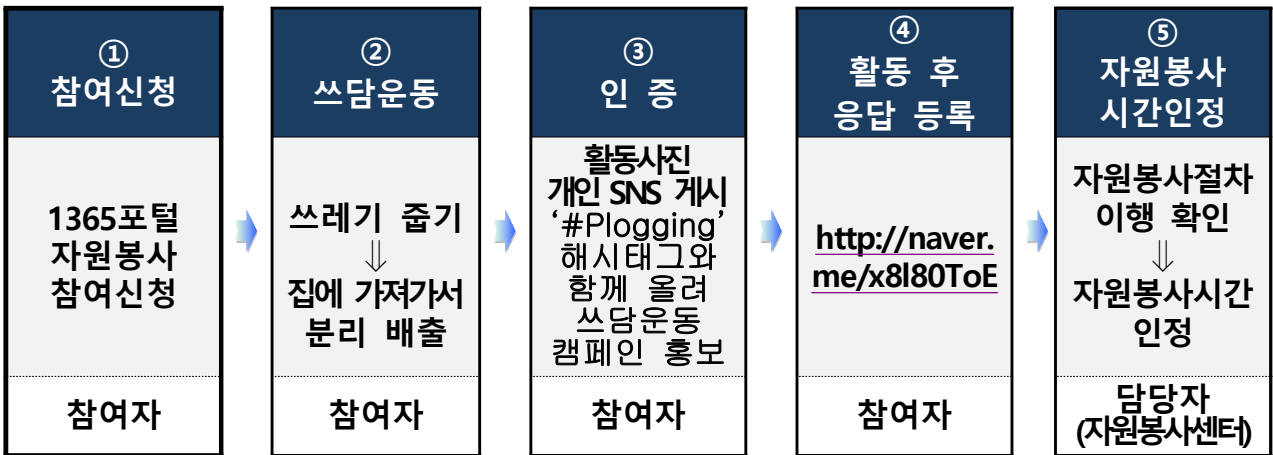 ①
참여신청
1365포털
자원봉사
참여신청
참여자
②
쓰담운동
쓰레기 줍기
⇓
집에 가져가서
분리 배출
참여자
③
인 증
활동사진
개인 SNS 게시
‘#Plogging’
해시태그와
함께 올려
쓰담운동
캠페인 홍보
참여자
④
활동 후
응답 등록
http://naver.
me/x8l80ToE
참여자
⑤
자원봉사
시간인정
자원봉사절차
이행 확인
⇓
자원봉사시간
인정
담당자
(자원봉사센터)